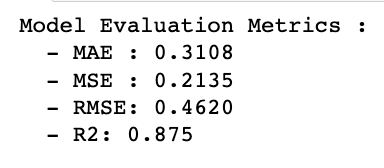 Model Evaluation Metrics :
- MAE : 0.3108
- MSE : 0.2135
- RMSE: 0.4620
- R2: 0.875